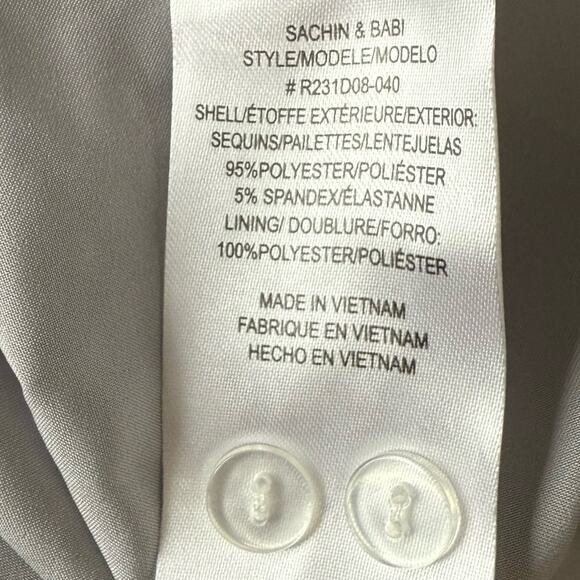 SACHIN & BABI
STYLE/MODELE/MODELO
# R231D08-040
SHELL/ÉTOFFE EXTÉRIEURE/EXTERIOR:
SEQUINS/PAILETTES/LENTEJUELAS
95%POLYESTER/POLIÉSTER
5% SPANDEX/ÉLASTANNE
LINING/ DOUBLURE/FORRO:
100%POLYESTER/POLIÉSTER
MADE IN VIETNAM
FABRIQUE EN VIETNAM
HECHO EN VIETNAM